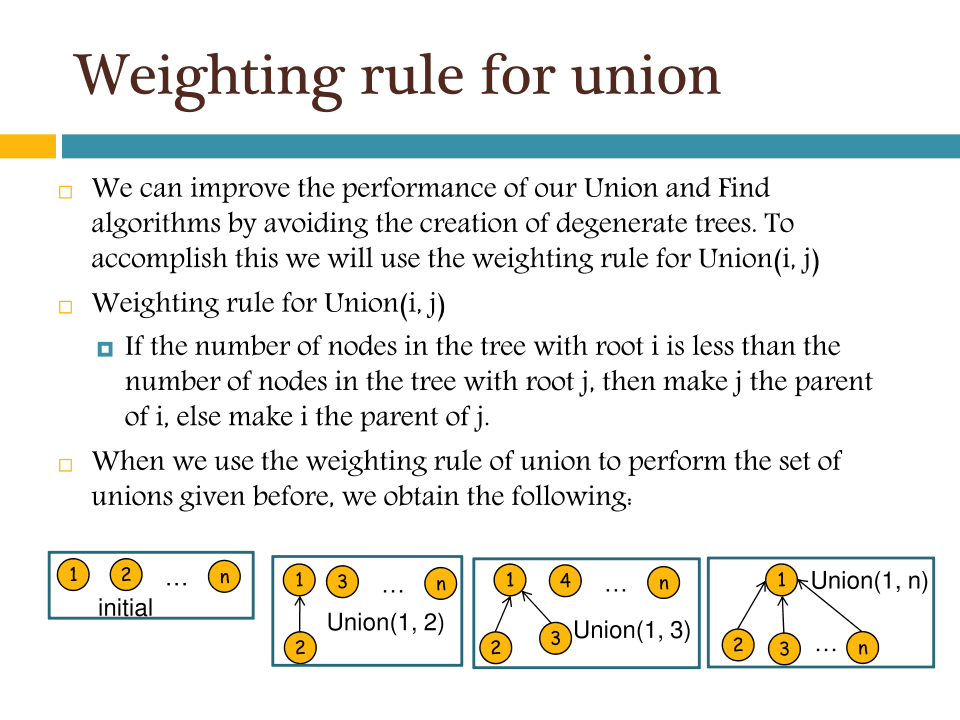 Weighting rule for union
We can improve the performance of our Union and Find
algorithms by avoiding the creation of degenerate trees. To
accomplish this we will use the weighting rule for Union(i, j)
Weighting rule for Union(i, j)
If the number of nodes in the tree with root i is less than the
number of nodes in the tree with root j, then make j the parent
of i, else make i the parent of j.
When we use the weighting rule of union to perform the set of
unions given before, we obtain the following:
1 2 … n
initial
1 3 … n
Union(1, 2)
2
1 4 … n
2 3 Union(1, 3)
1 Union(1, n)
2 3 … n